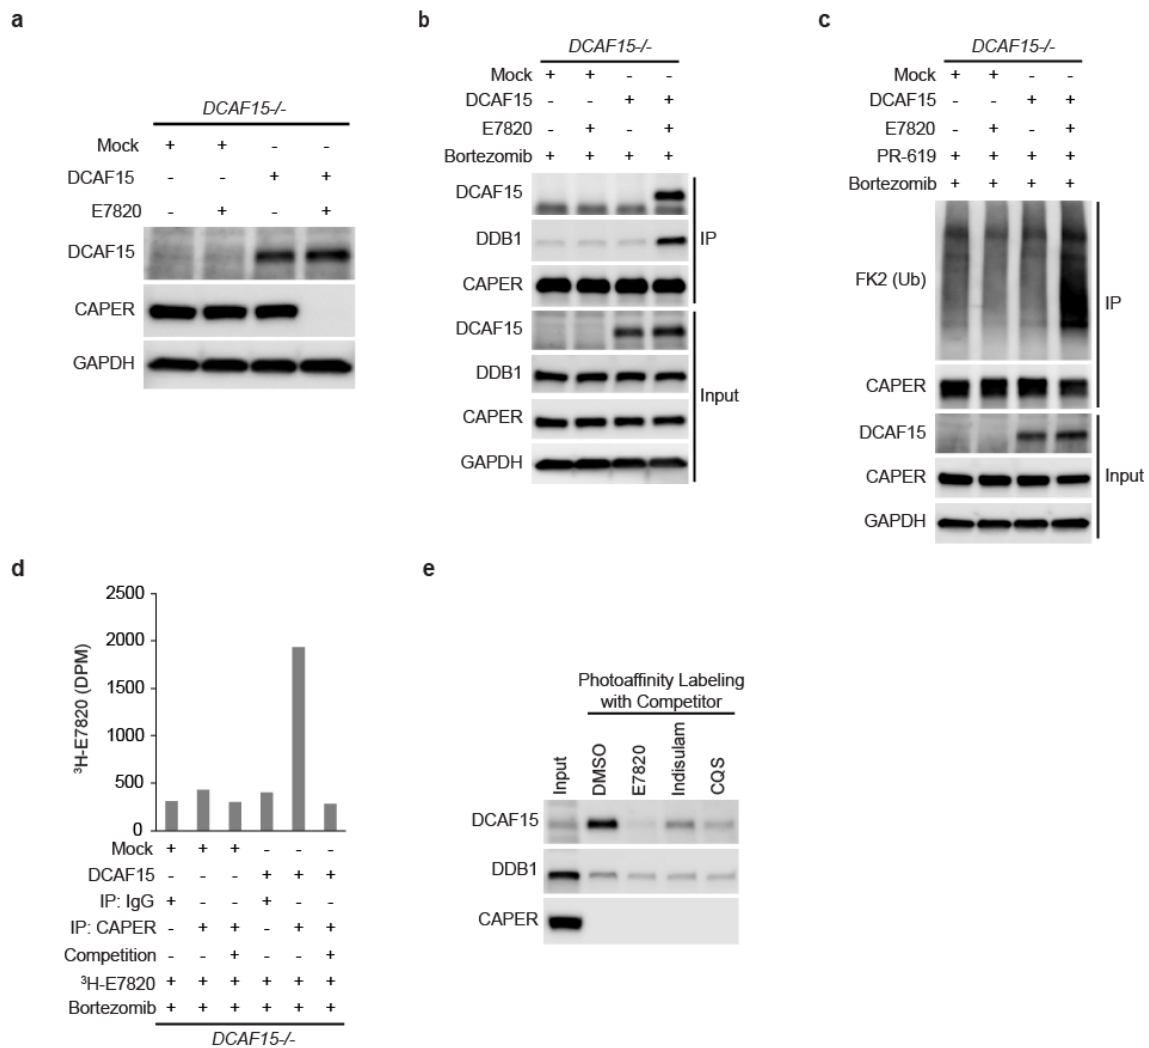 a
DCAF15-/-
Mock + + - -
DCAF15 - - + +
E7820 - + - +
DCAF15
CAPER
GAPDH
b
DCAF15-/-
Mock + + - -
DCAF15 - - + +
E7820 - + - +
Bortezomib + + + +
DCAF15
DDB1
IP
CAPER
DCAF15
DDB1
Input
CAPER
GAPDH
c
DCAF15-/-
Mock + + - -
DCAF15 - - + +
E7820 - + - +
PR-619 + + + +
Bortezomib + + + +
FK2 (Ub)
IP
CAPER
DCAF15
CAPER
Input
GAPDH
d
³H-E7820 (DPM)
2500
2000
1500
1000
500
0
Mock + + + - - -
DCAF15 - - - + + +
IP: IgG + - - + - -
IP: CAPER - + + - + +
Competition - - + - - +
³H-E7820 + + + + + +
Bortezomib + + + + + +
DCAF15-/-
e
Photoaffinity Labeling
with Competitor
Input
DMSO
E7820
Indisulam
CQS
DCAF15
DDB1
CAPER